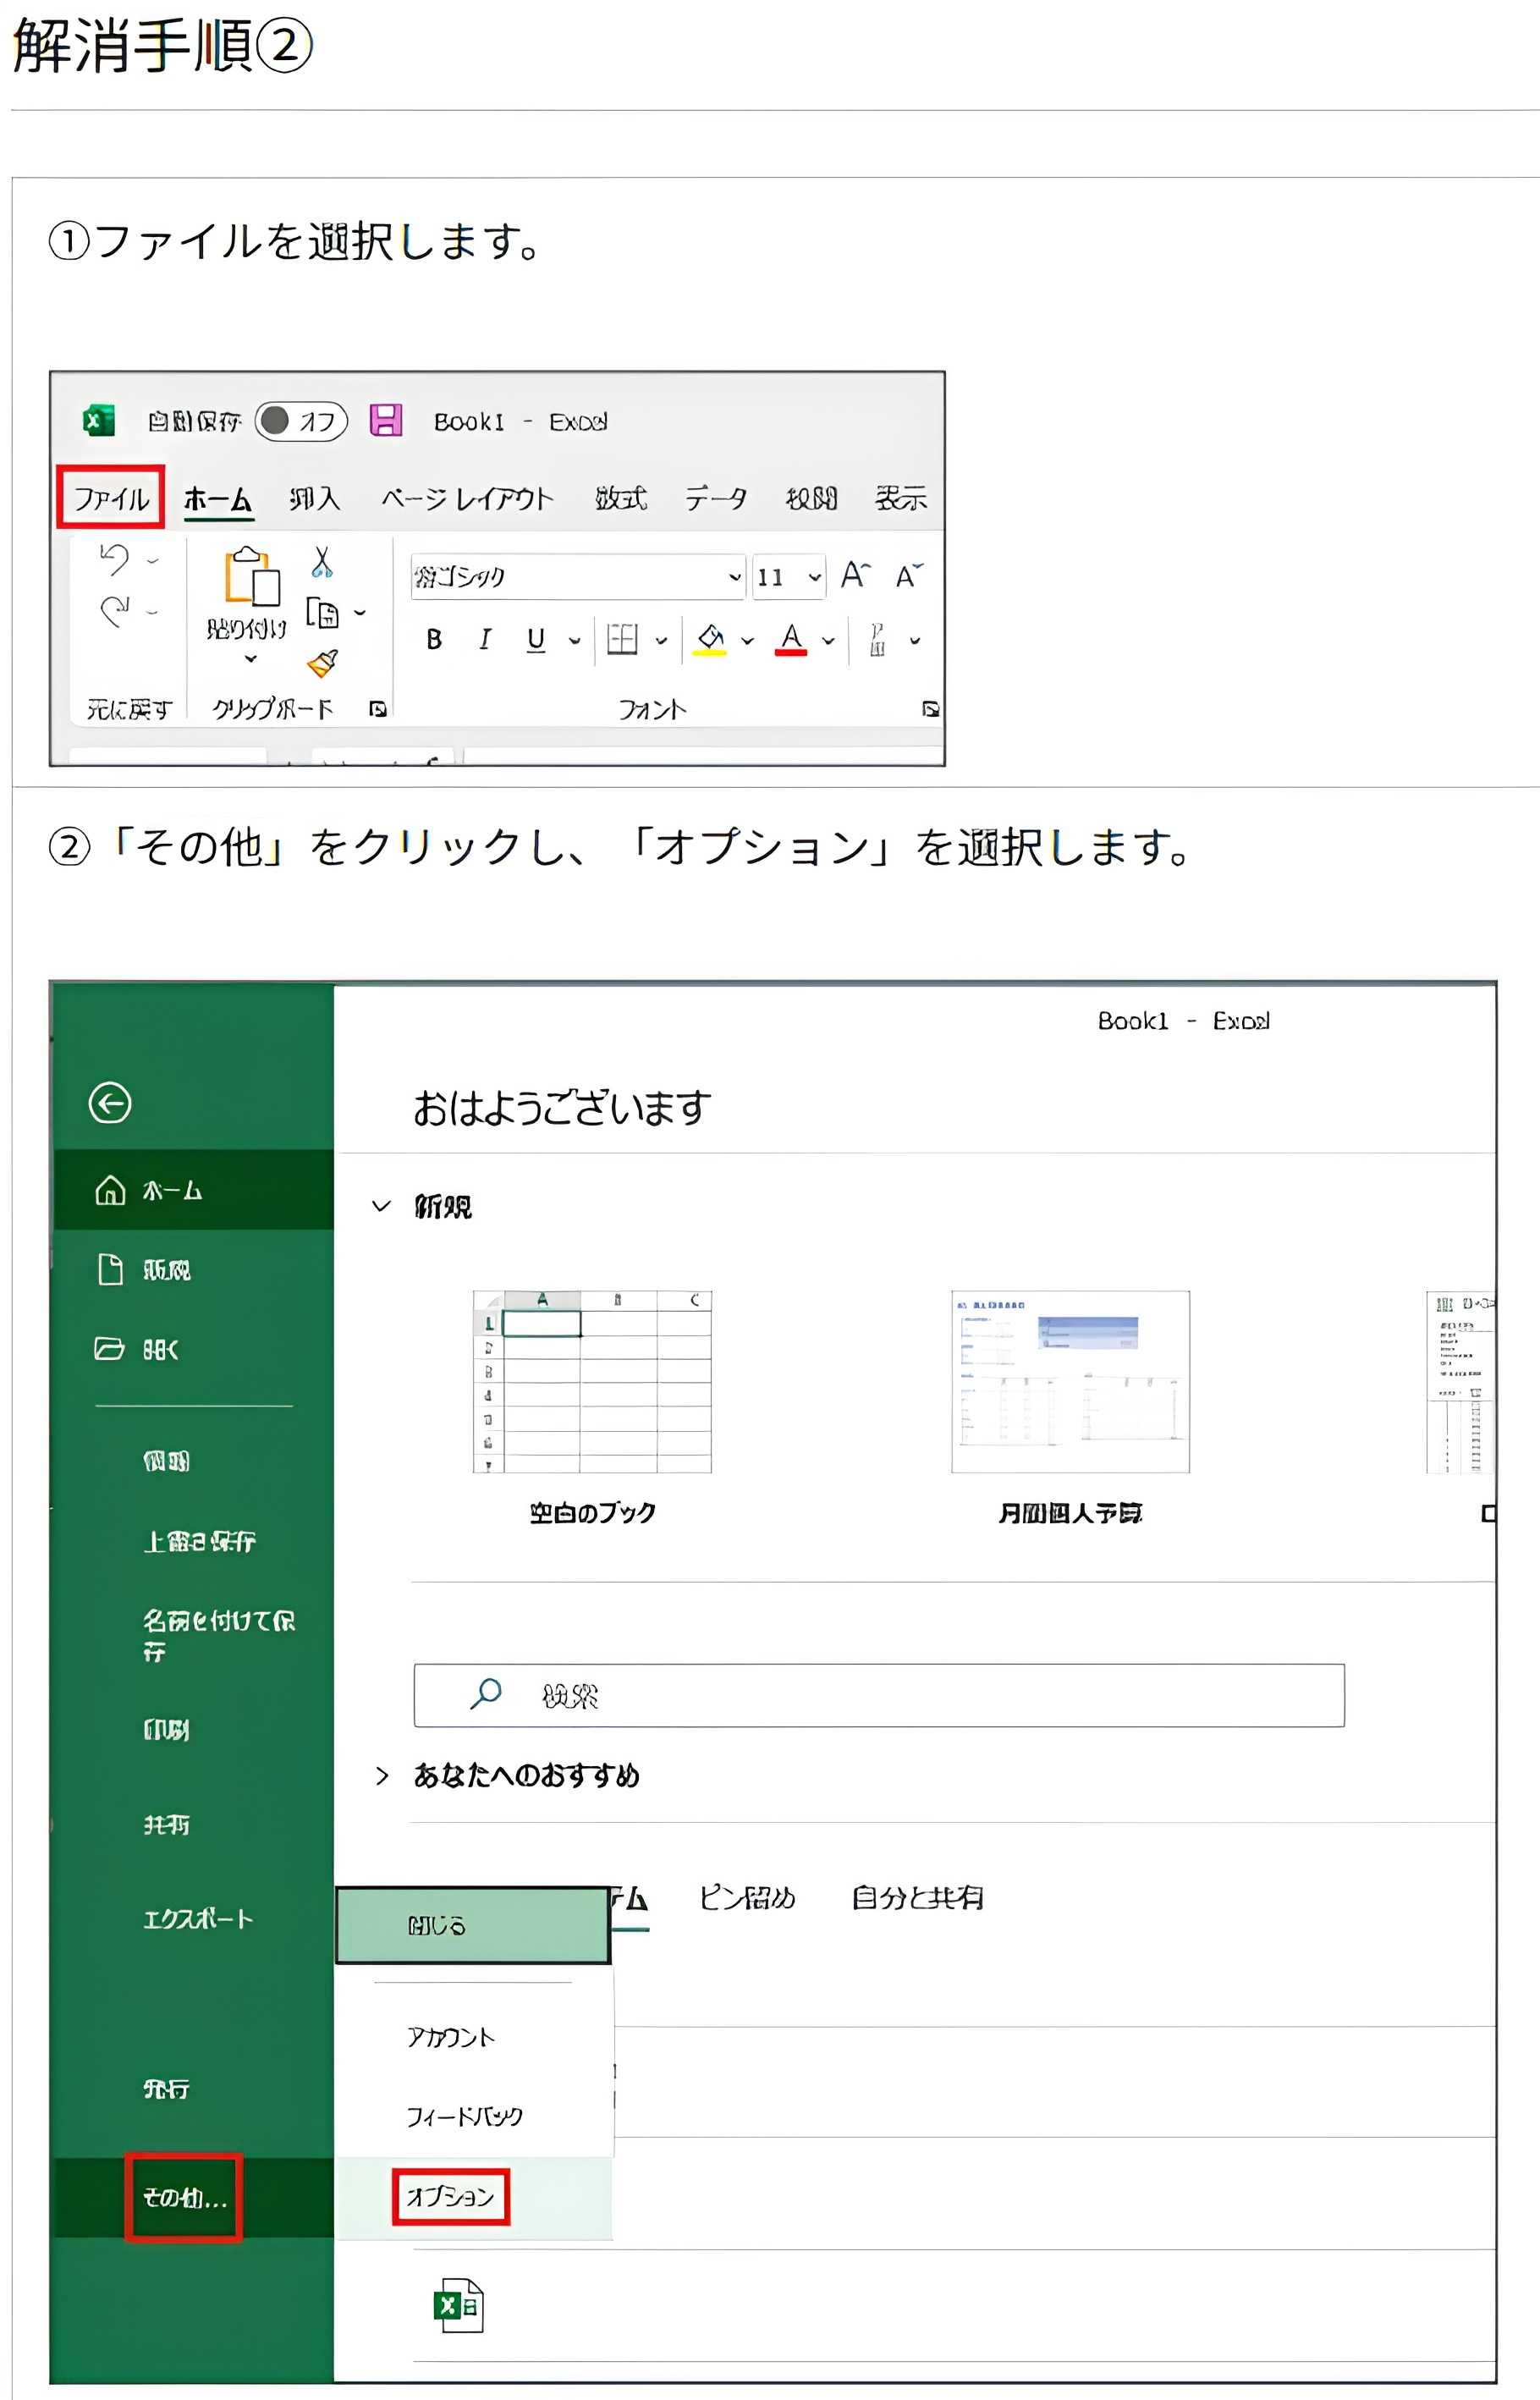 解消手順②
①ファイルを選択します。
自動保存 オフ Book1 - Excel
ファイル ホーム 挿入 ページ レイアウト 数式 データ 校閲 表示
游ゴシック 11
貼り付け
B I U A
元に戻す クリップボード フォント
②「その他」をクリックし、「オプション」を選択します。
Book1 - Excel
おはようございます
ホーム
新規
新規
開く
A B C
1
2
3
4
5
6
7
情報
空白のブック 月間個人予算
上書き保存
名前を付けて保
存
検索
印刷
あなたへのおすすめ
共有
テム ピン留め 自分と共有
エクスポート
閉じる
アカウント
発行
フィードバック
その他...
オプション